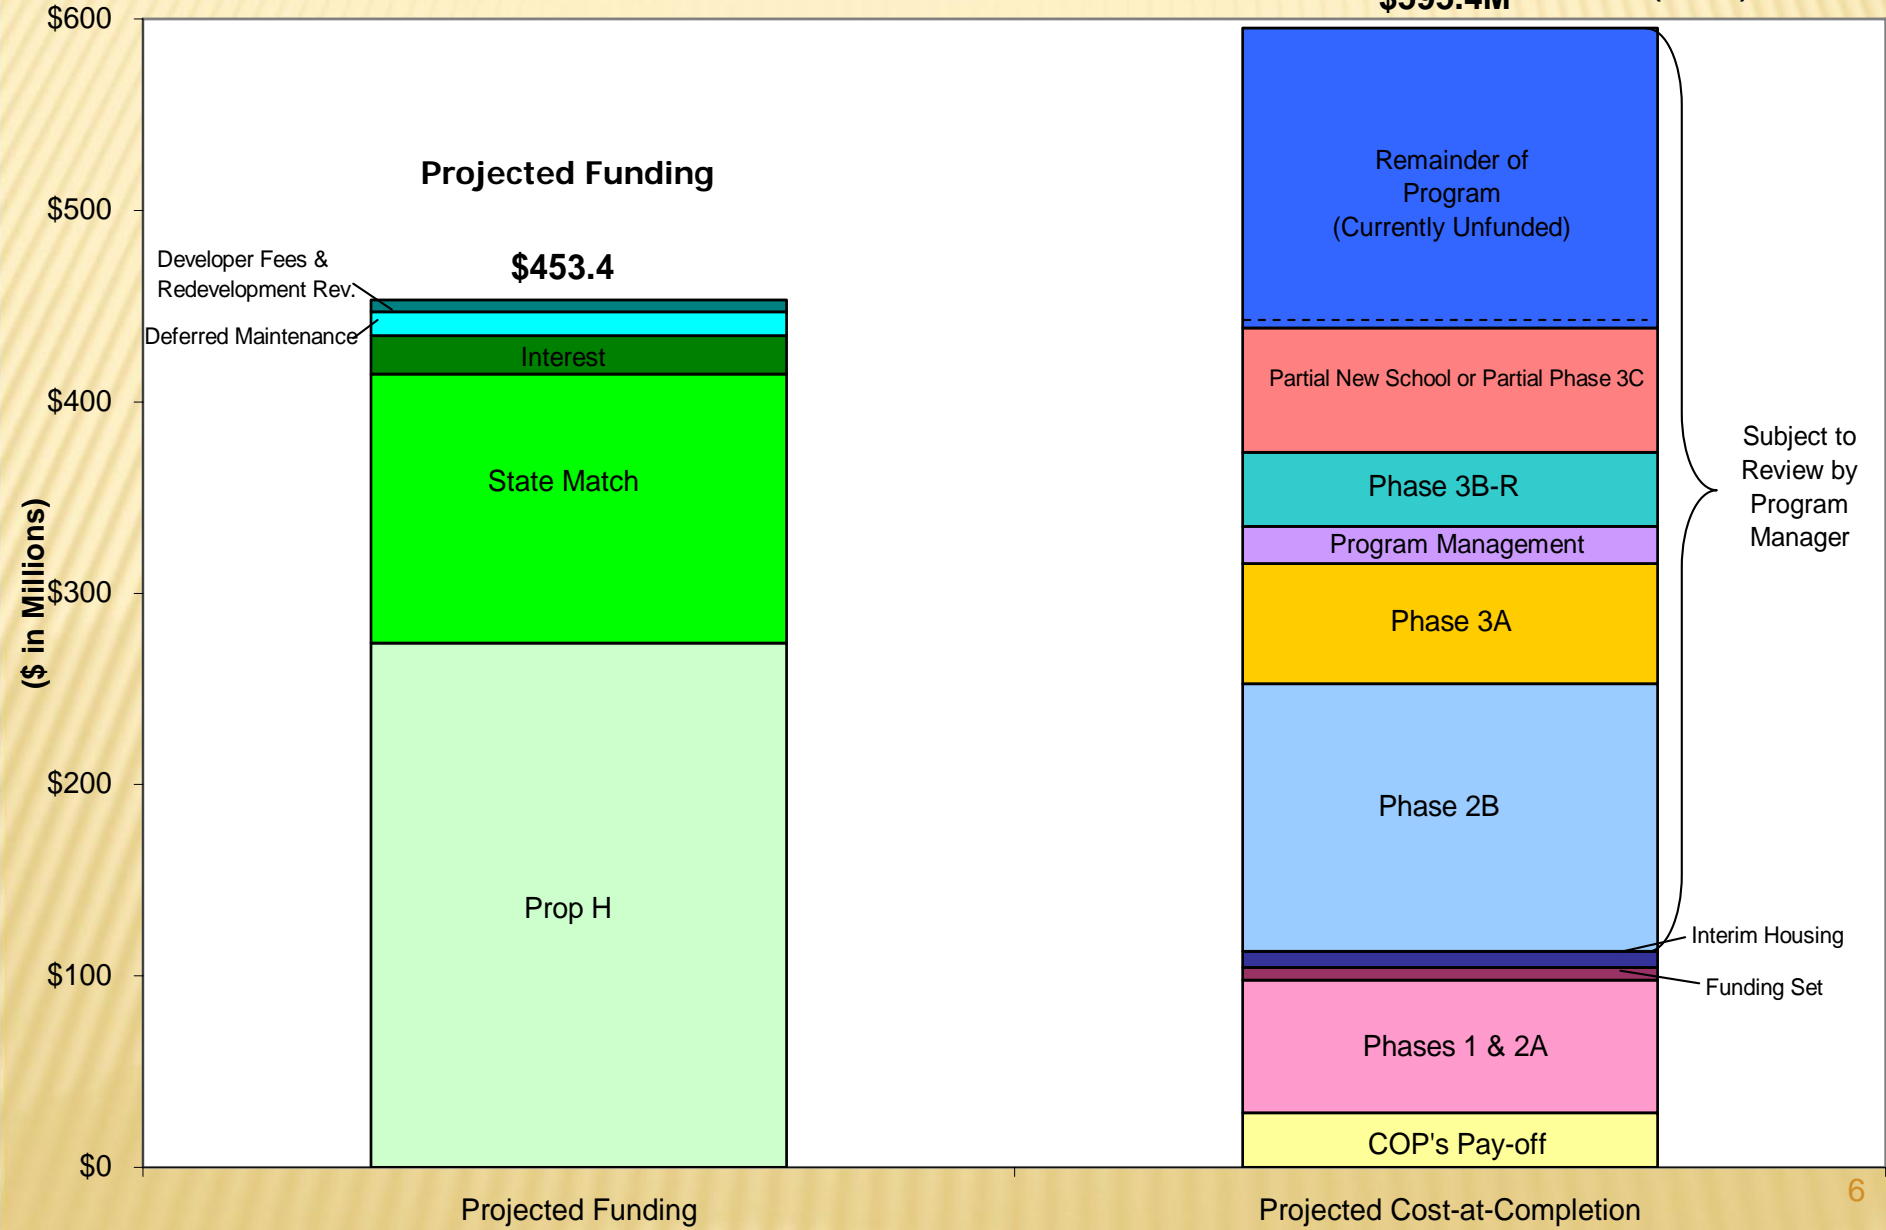 $600
$500
$400
$300
$200
$100
$0
($ in Millions)
Projected Funding
$453.4
Developer Fees &
Redevelopment Rev.
Deferred Maintenance
Interest
State Match
Prop H
$595.4M
Remainder of
Program
(Currently Unfunded)
Partial New School or Partial Phase 3C
Phase 3B-R
Program Management
Phase 3A
Phase 2B
Phases 1 & 2A
COP's Pay-off
Subject to
Review by
Program
Manager
Interim Housing
Funding Set
Projected Funding
Projected Cost-at-Completion
6